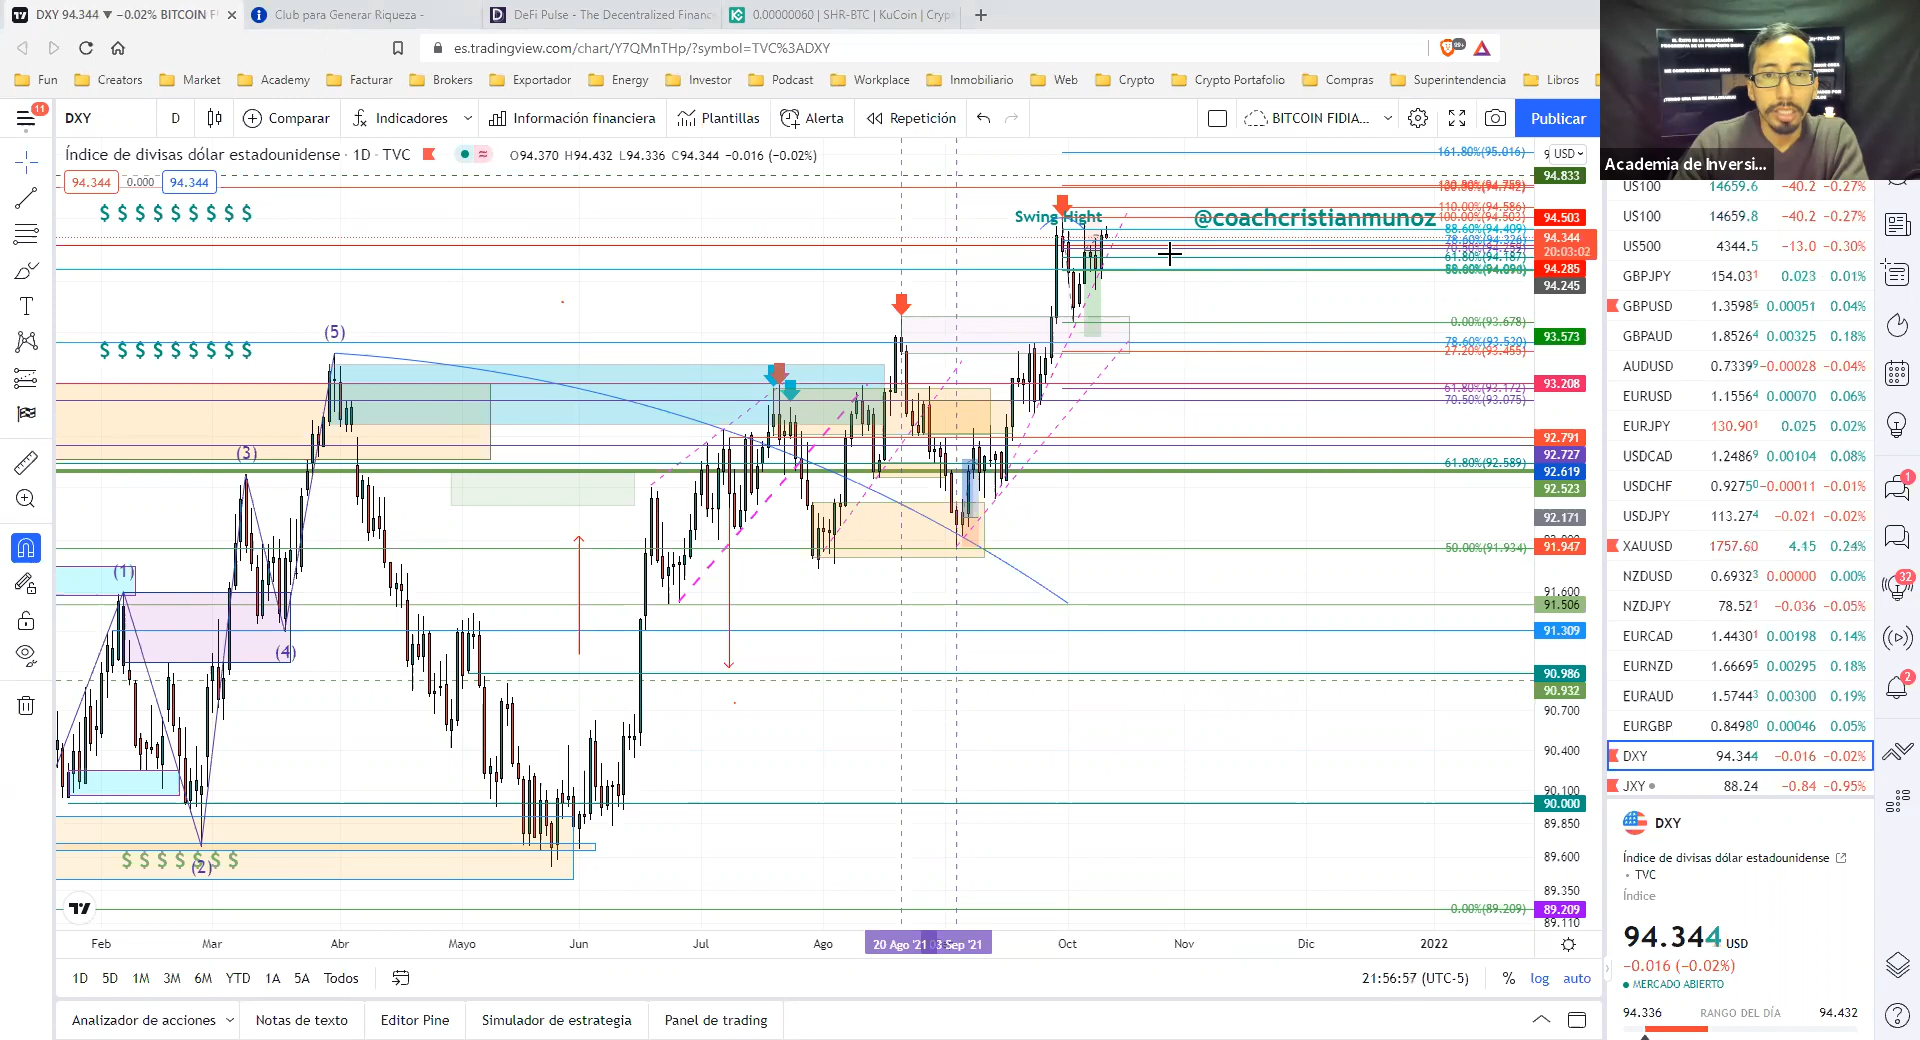 DXY 94.344 ▼ −0.02% BITCOIN F
Club para Generar Riqueza -
DeFi Pulse - The Decentralized Financ
0.00000060 | SHR-BTC | KuCoin | Cryp
es.tradingview.com/chart/Y7QMnTHp/?symbol=TVC%3ADXY
Fun Creators Market Academy Facturar Brokers Exportador Energy Investor Podcast Workplace Inmobiliario Web Crypto Crypto Portafolio Compras Superintendencia Libros
11 DXY D Comparar Indicadores Información financiera Plantillas Alerta Repetición BITCOIN FIDIA... Publicar
Índice de divisas dólar estadounidense · 1D · TVC O94.370 H94.432 L94.336 C94.344 −0.016 (−0.02%)
94.344 0.000 94.344
USD
$ $ $ $ $ $ $ $ $
Swing Hight
@coachcristianmunoz
$ $ $ $ $ $ $ $ $
(5)
(3)
(1)
(4)
(2)
161.80%(95.016)
110.00%(94.586)
100.00%(94.503)
88.60%(94.409)
78.60%(94.326)
61.80%(94.187)
0.00%(93.678)
78.60%(93.530)
27.20%(93.455)
61.80%(93.172)
70.50%(93.075)
61.80%(92.589)
50.00%(91.934)
0.00%(89.209)
94.833
94.503
94.344
20:03:02
94.285
94.245
93.573
93.208
92.791
92.727
92.619
92.523
92.171
91.947
91.600
91.506
91.309
90.986
90.932
90.700
90.400
90.100
90.000
89.850
89.600
89.350
89.209
89.110
Feb Mar Abr Mayo Jun Jul Ago 20 Ago '21 03 Sep '21 Oct Nov Dic 2022
1D 5D 1M 3M 6M YTD 1A 5A Todos 21:56:57 (UTC-5) % log auto
Analizador de acciones Notas de texto Editor Pine Simulador de estrategia Panel de trading
Academia de Inversi...
US100 14659.6 −40.2 −0.27%
US100 14659.8 −40.2 −0.27%
US500 4344.5 −13.0 −0.30%
GBPJPY 154.031 0.023 0.01%
GBPUSD 1.35985 0.00051 0.04%
GBPAUD 1.85264 0.00325 0.18%
AUDUSD 0.73399 −0.00028 −0.04%
USDMXN
EURUSD 1.15564 0.00070 0.06%
EURJPY 130.901 0.025 0.02%
USDCAD 1.24869 0.00104 0.08%
USDCHF 0.92750 −0.00011 −0.01%
USDJPY 113.274 −0.021 −0.02%
XAUUSD 1757.60 4.15 0.24%
NZDUSD 0.69323 0.00000 0.00%
NZDJPY 78.521 −0.036 −0.05%
EURCAD 1.44301 0.00198 0.14%
EURNZD 1.66695 0.00295 0.18%
EURAUD 1.57443 0.00300 0.19%
EURGBP 0.84980 0.00046 0.05%
DXY 94.344 −0.016 −0.02%
JXY 88.24 −0.84 −0.95%
DXY
Índice de divisas dólar estadounidense
• TVC
Índice
94.344 USD
−0.016 (−0.02%)
MERCADO ABIERTO
94.336 RANGO DEL DÍA 94.432
1
32
2